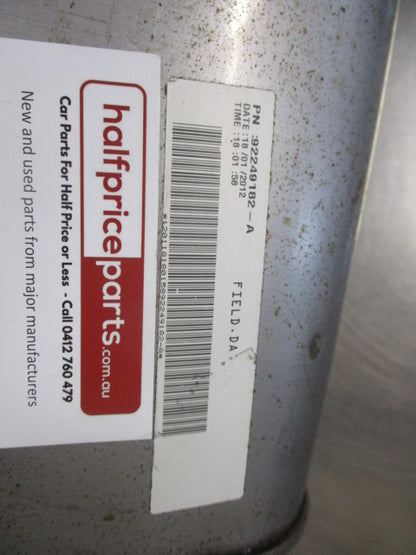 PN :92249182-A
DATE:18 /01 /2012
TIME :18 :01 :58
FIELD.DA
*12011818015892249182-A*
halfpriceparts.com.au
Car Parts For Half Price or Less - Call 0412 760 479
New and used parts from major manufacturers